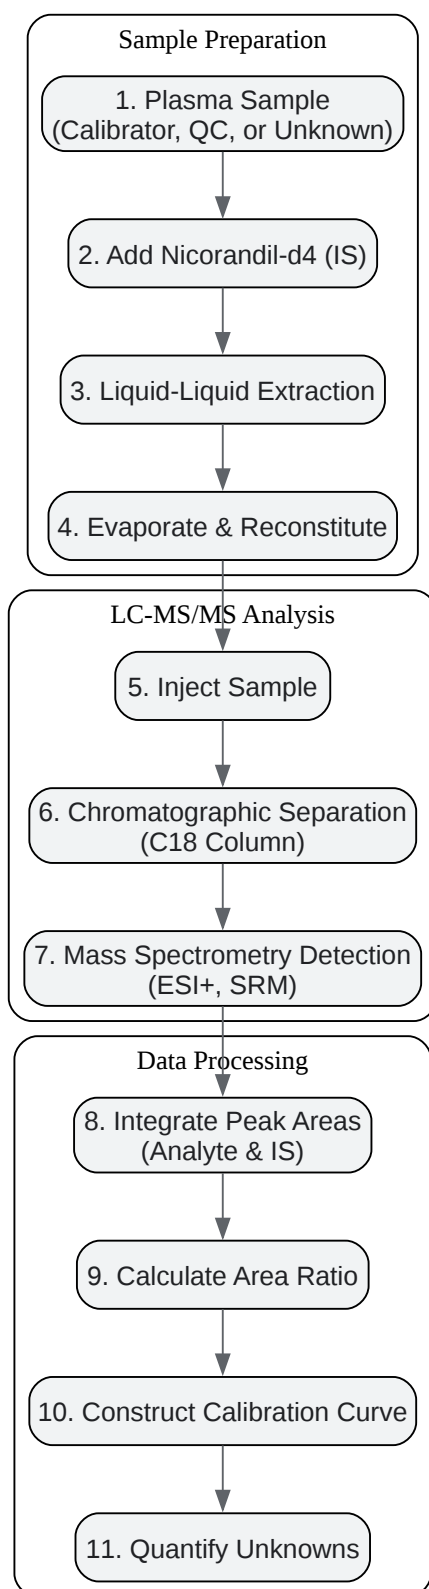 Sample Preparation
1. Plasma Sample
(Calibrator, QC, or Unknown)
2. Add Nicorandil-d4 (IS)
3. Liquid-Liquid Extraction
4. Evaporate & Reconstitute
LC-MS/MS Analysis
5. Inject Sample
6. Chromatographic Separation
(C18 Column)
7. Mass Spectrometry Detection
(ESI+, SRM)
Data Processing
8. Integrate Peak Areas
(Analyte & IS)
9. Calculate Area Ratio
10. Construct Calibration Curve
11. Quantify Unknowns